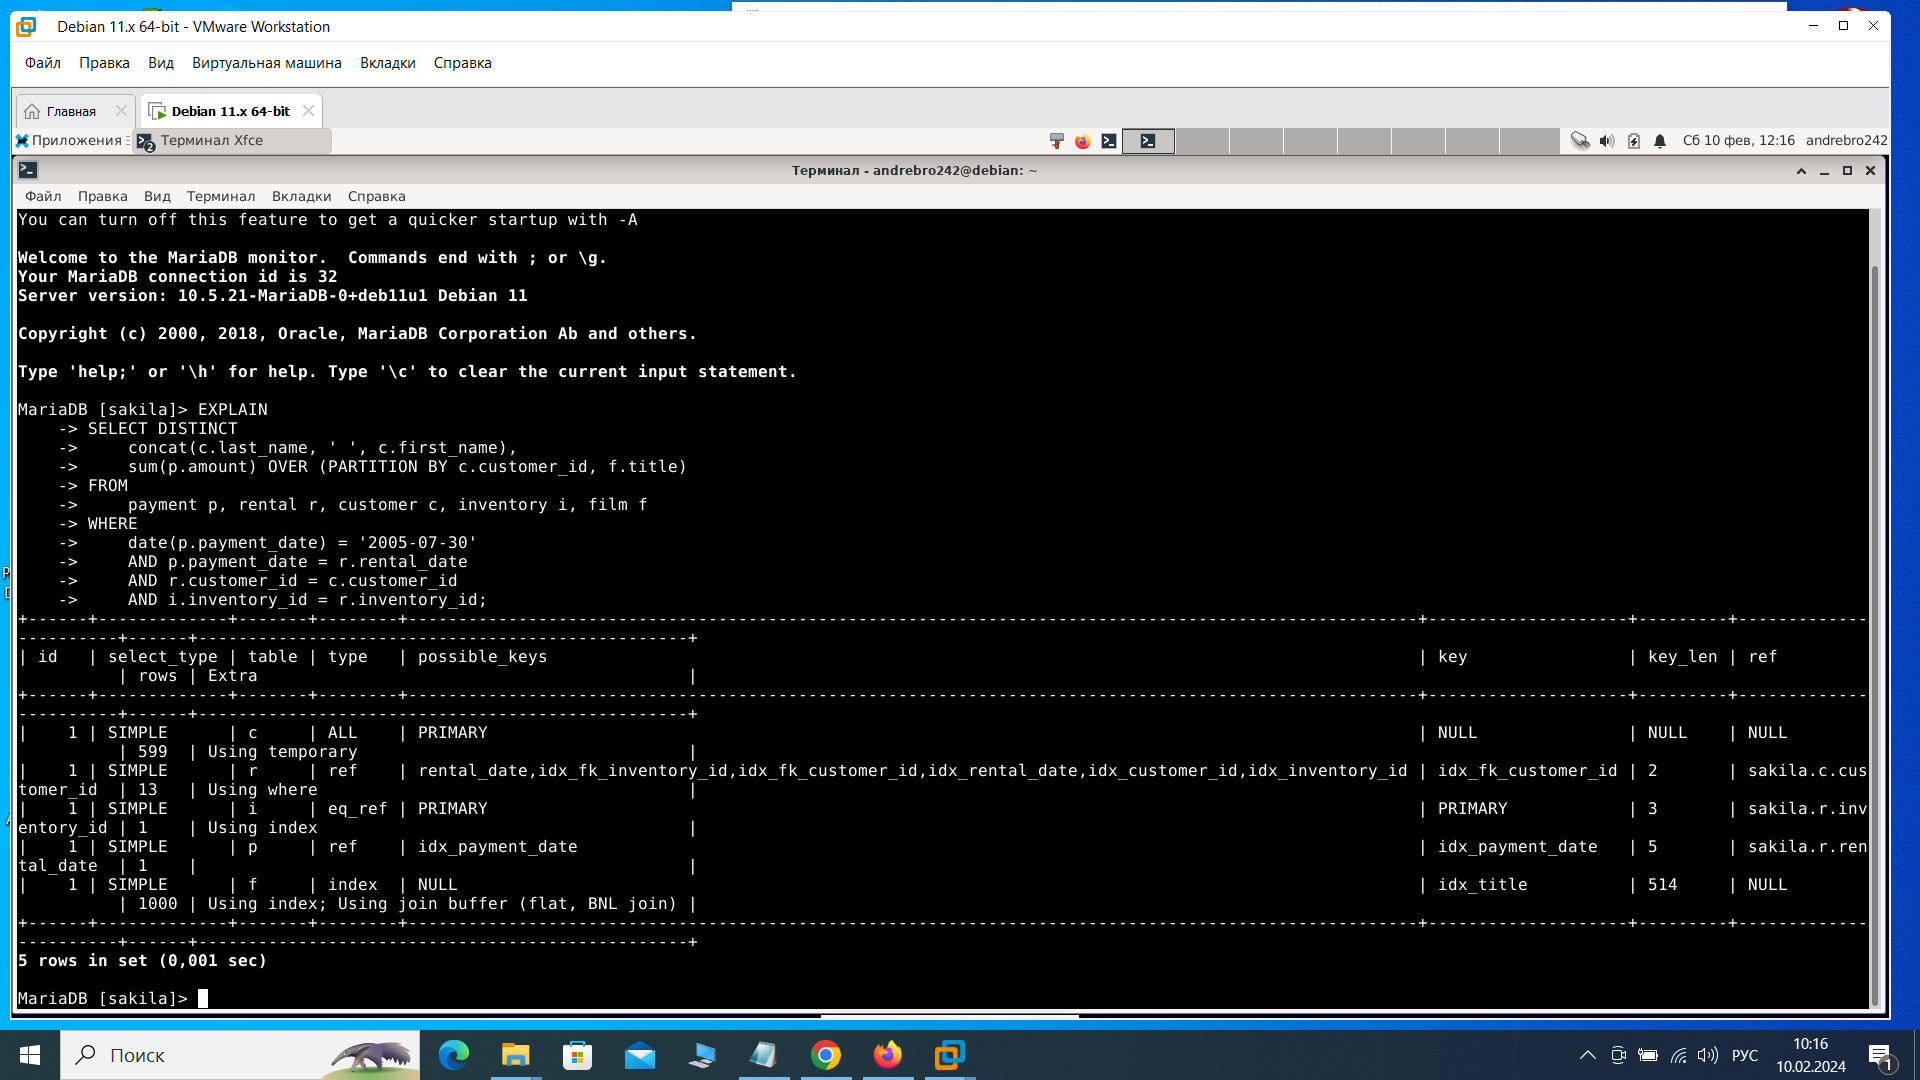 Debian 11.x 64-bit - VMware Workstation
Файл Правка Вид Виртуальная машина Вкладки Справка
Главная Debian 11.x 64-bit
Приложения Терминал Xfce Сб 10 фев, 12:16 andrebro242
Терминал - andrebro242@debian: ~
Файл Правка Вид Терминал Вкладки Справка
You can turn off this feature to get a quicker startup with -A
Welcome to the MariaDB monitor.  Commands end with ; or \g.
Your MariaDB connection id is 32
Server version: 10.5.21-MariaDB-0+deb11u1 Debian 11
Copyright (c) 2000, 2018, Oracle, MariaDB Corporation Ab and others.
Type 'help;' or '\h' for help. Type '\c' to clear the current input statement.
MariaDB [sakila]> EXPLAIN
    -> SELECT DISTINCT
    ->     concat(c.last_name, ' ', c.first_name),
    ->     sum(p.amount) OVER (PARTITION BY c.customer_id, f.title)
    -> FROM
    ->     payment p, rental r, customer c, inventory i, film f
    -> WHERE
    ->     date(p.payment_date) = '2005-07-30'
    ->     AND p.payment_date = r.rental_date
    ->     AND r.customer_id = c.customer_id
    ->     AND i.inventory_id = r.inventory_id;
| id   | select_type | table | type   | possible_keys | key | key_len | ref
| rows | Extra |
|    1 | SIMPLE      | c     | ALL    | PRIMARY | NULL | NULL    | NULL
| 599  | Using temporary |
|    1 | SIMPLE      | r     | ref    | rental_date,idx_fk_inventory_id,idx_fk_customer_id,idx_rental_date,idx_customer_id,idx_inventory_id | idx_fk_customer_id | 2       | sakila.c.cus
tomer_id  | 13   | Using where |
|    1 | SIMPLE      | i     | eq_ref | PRIMARY | PRIMARY | 3       | sakila.r.inv
entory_id | 1    | Using index |
|    1 | SIMPLE      | p     | ref    | idx_payment_date | idx_payment_date   | 5       | sakila.r.ren
tal_date  | 1    | |
|    1 | SIMPLE      | f     | index  | NULL | idx_title | 514     | NULL
| 1000 | Using index; Using join buffer (flat, BNL join) |
5 rows in set (0,001 sec)
MariaDB [sakila]>
Поиск РУС 10:16
10.02.2024 1